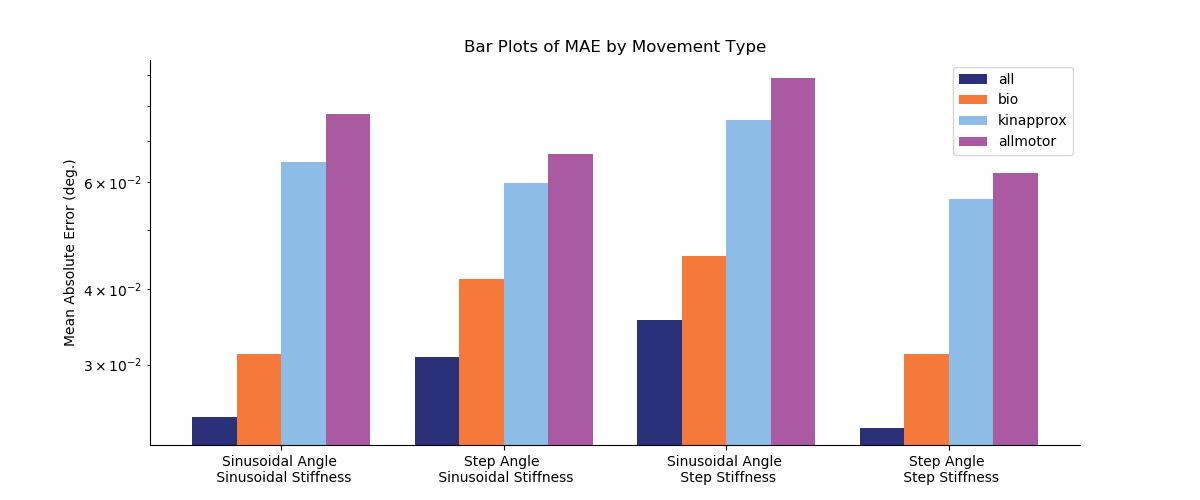 Bar Plots of MAE by Movement Type
all
bio
kinapprox
allmotor
Mean Absolute Error (deg.)
6 × 10⁻²
4 × 10⁻²
3 × 10⁻²
Sinusoidal Angle
Sinusoidal Stiffness
Step Angle
Sinusoidal Stiffness
Sinusoidal Angle
Step Stiffness
Step Angle
Step Stiffness